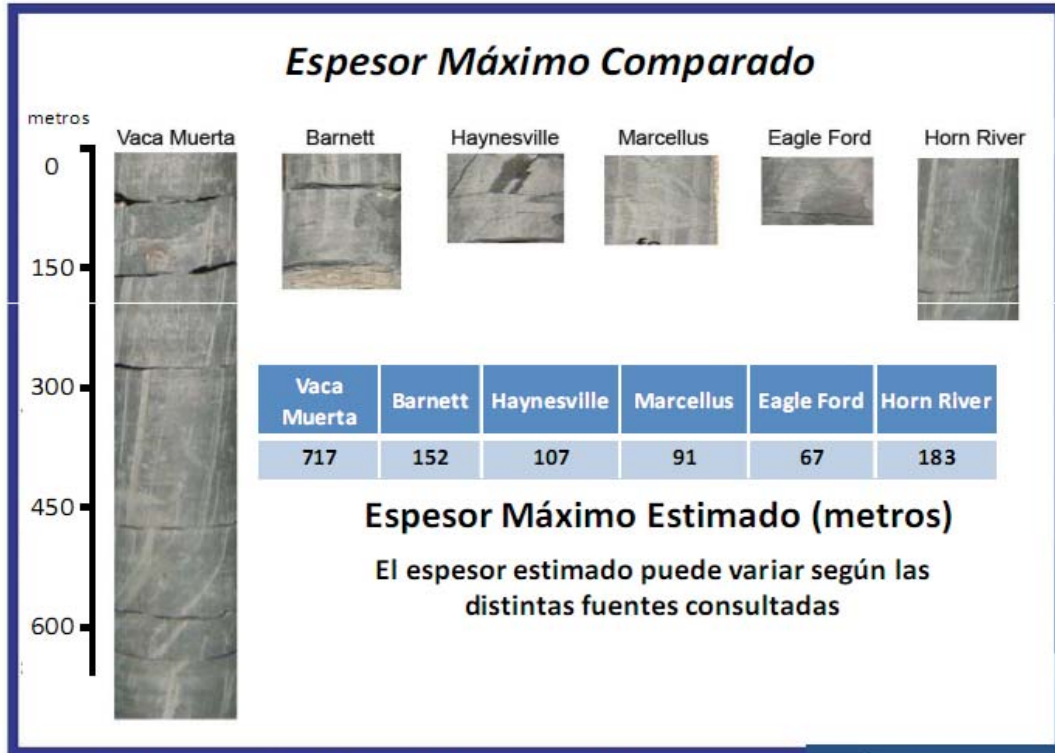 Espesor Máximo Comparado
metros
Vaca Muerta Barnett Haynesville Marcellus Eagle Ford Horn River
0
150
300
Vaca Muerta Barnett Haynesville Marcellus Eagle Ford Horn River
717 152 107 91 67 183
450
Espesor Máximo Estimado (metros)
El espesor estimado puede variar según las
distintas fuentes consultadas
600